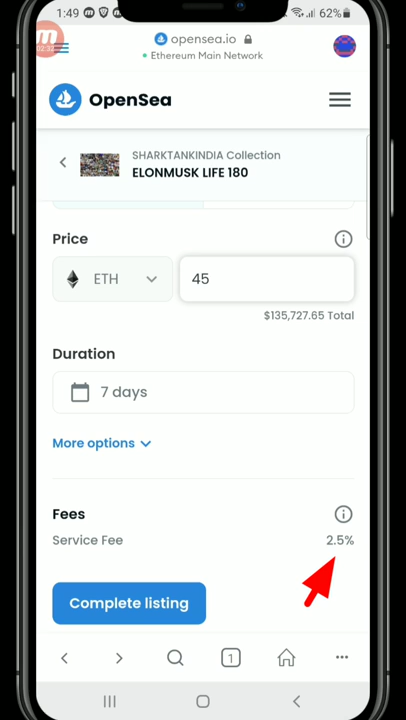 1:49
62%
opensea.io
Ethereum Main Network
OpenSea
SHARKTANKINDIA Collection
ELONMUSK LIFE 180
Price
ETH
45
$135,727.65 Total
Duration
7 days
More options
Fees
Service Fee
2.5%
Complete listing
1